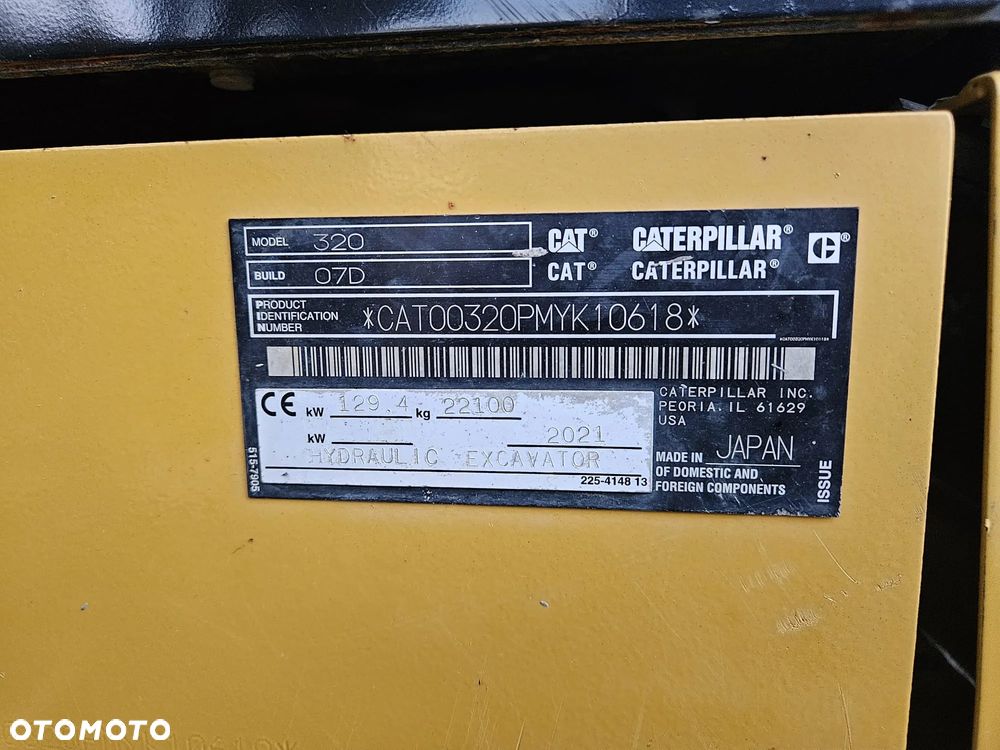 MODEL 320
CAT® CATERPILLAR®
BUILD 07D
CAT® CATERPILLAR®
PRODUCT IDENTIFICATION NUMBER *CAT00320PMYK10618*
CE kW 129.4 kg 22100
kW 2021
HYDRAULIC EXCAVATOR
225-4148 13
515-7905
CATERPILLAR INC.
PEORIA, IL 61629
USA
MADE IN JAPAN
OF DOMESTIC AND
FOREIGN COMPONENTS
ISSUE
OTOMOTO